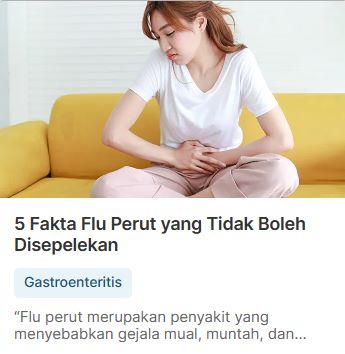 5 Fakta Flu Perut yang Tidak Boleh
Disepelekan
Gastroenteritis
“Flu perut merupakan penyakit yang
menyebabkan gejala mual, muntah, dan...